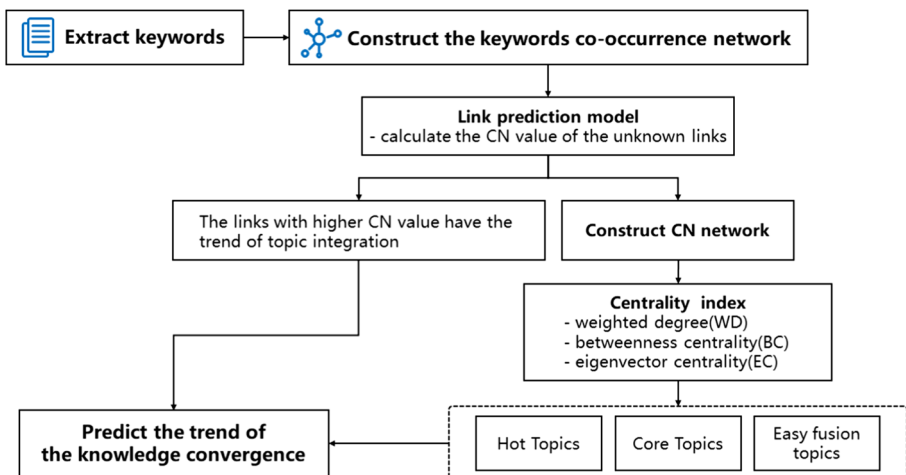 Extract keywords
Construct the keywords co-occurrence network
Link prediction model
- calculate the CN value of the unknown links
The links with higher CN value have the
trend of topic integration
Construct CN network
Centrality index
- weighted degree(WD)
- betweenness centrality(BC)
- eigenvector centrality(EC)
Predict the trend of
the knowledge convergence
Hot Topics
Core Topics
Easy fusion
topics